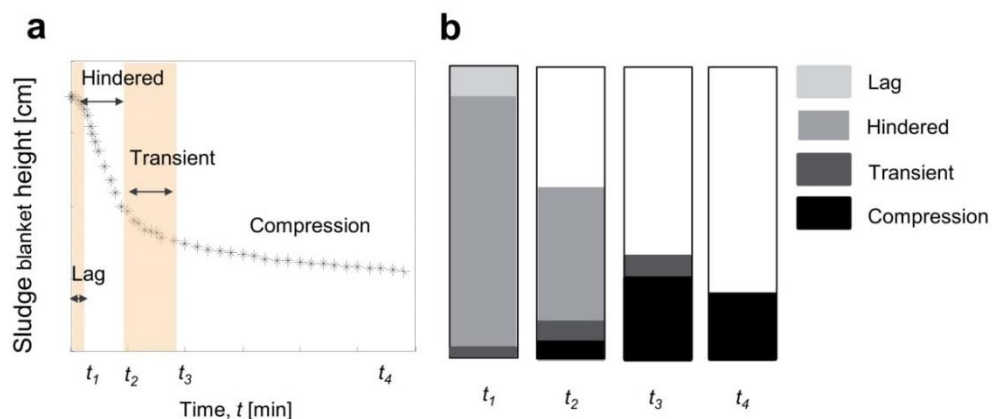 a
Sludge blanket height [cm]
Hindered
Transient
Compression
Lag
t1 t2 t3 t4
Time, t [min]
b
t1 t2 t3 t4
Lag
Hindered
Transient
Compression